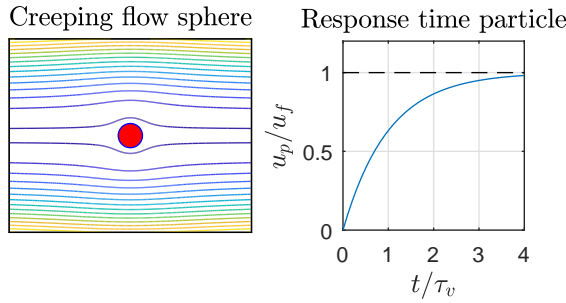 Creeping flow sphere
Response time particle
u_p/u_f
1
0.5
0
0 1 2 3 4
t/τ_v